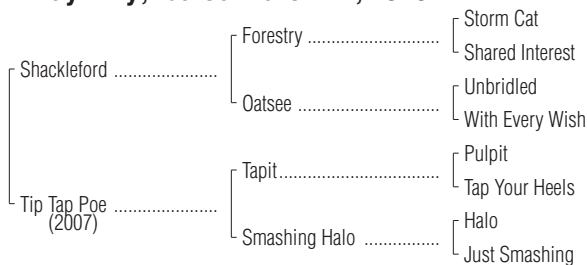 Shackleford ....................
Forestry .........................
Storm Cat
Shared Interest
Oatsee ...........................
Unbridled
With Every Wish
Tip Tap Poe ....................
(2007)
Tapit...............................
Pulpit
Tap Your Heels
Smashing Halo ..............
Halo
Just Smashing